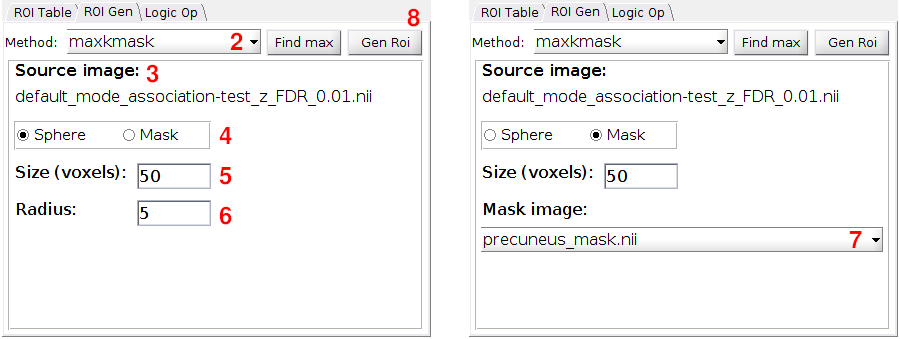 ROI Table ROI Gen Logic Op 8
Method: maxkmask 2 Find max Gen Roi
Source image: 3
default_mode_association-test_z_FDR_0.01.nii
Sphere Mask 4
Size (voxels): 50 5
Radius: 5 6
ROI Table ROI Gen Logic Op
Method: maxkmask Find max Gen Roi
Source image:
default_mode_association-test_z_FDR_0.01.nii
Sphere Mask
Size (voxels): 50
Mask image:
precuneus_mask.nii 7